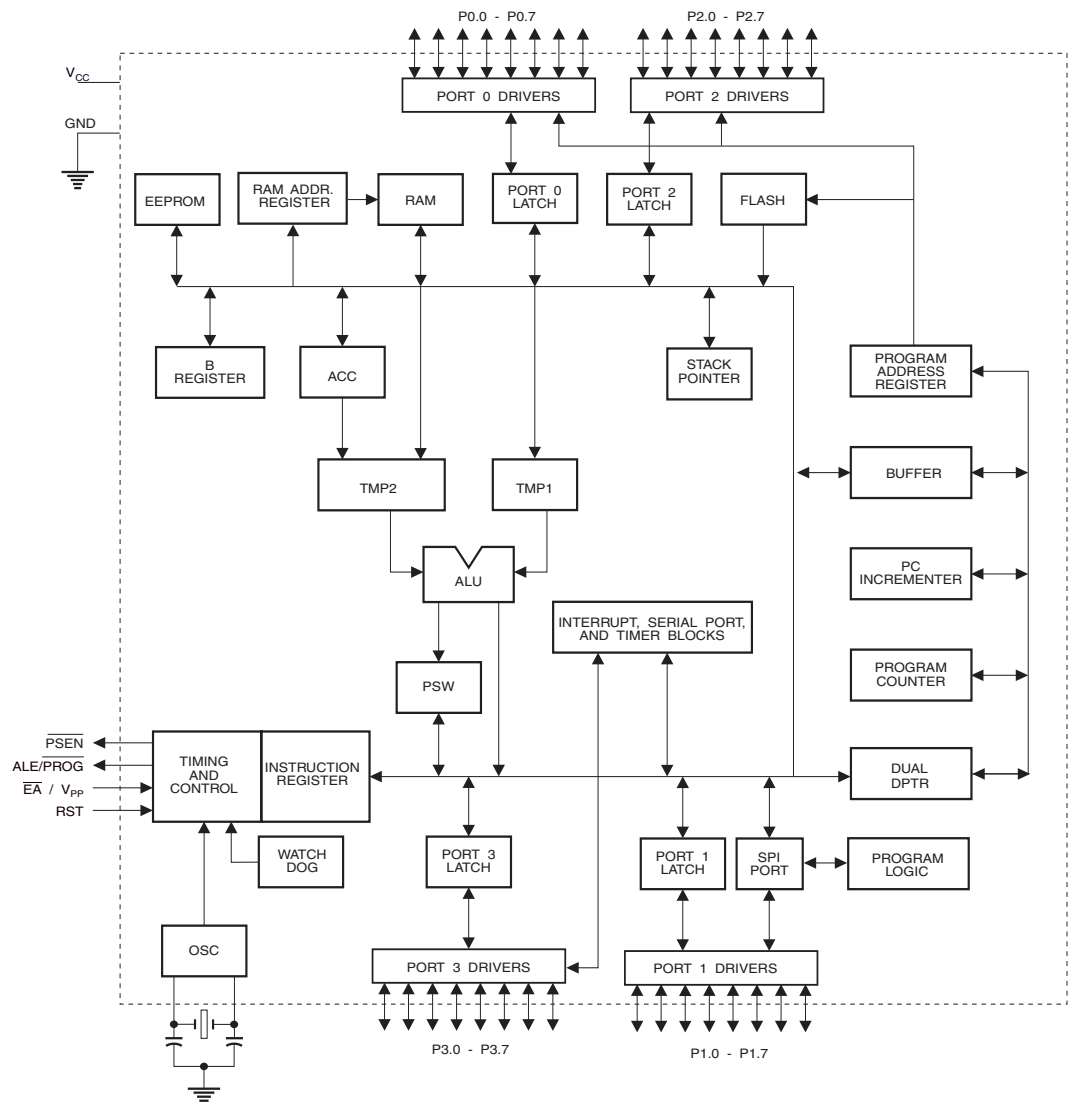 P0.0 - P0.7
P2.0 - P2.7
VCC
PORT 0 DRIVERS
PORT 2 DRIVERS
GND
EEPROM
RAM ADDR.
REGISTER
RAM
PORT 0
LATCH
PORT 2
LATCH
FLASH
B
REGISTER
ACC
STACK
POINTER
PROGRAM
ADDRESS
REGISTER
TMP2
TMP1
BUFFER
ALU
PC
INCREMENTER
INTERRUPT, SERIAL PORT,
AND TIMER BLOCKS
PSW
PROGRAM
COUNTER
PSEN
ALE/PROG
EA / VPP
RST
TIMING
AND
CONTROL
INSTRUCTION
REGISTER
DUAL
DPTR
WATCH
DOG
PORT 3
LATCH
PORT 1
LATCH
SPI
PORT
PROGRAM
LOGIC
OSC
PORT 3 DRIVERS
PORT 1 DRIVERS
P3.0 - P3.7
P1.0 - P1.7